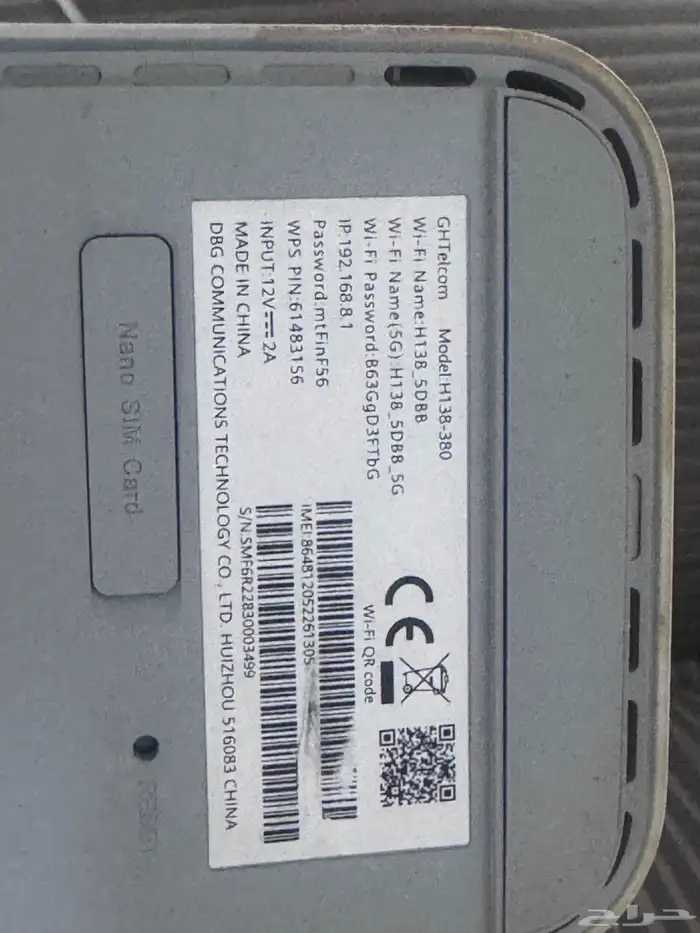 GHTelcom Model:H138-380
Wi-Fi Name:H138_5DBB
Wi-Fi Name(5G):H138_5DBB_5G
Wi-Fi Password:B63GgD3FTbG
IP:192.168.8.1
Password:mtFinF56
WPS PIN:61483156
INPUT:12V⎓2A
MADE IN CHINA
DBG COMMUNICATIONS TECHNOLOGY CO., LTD. HUIZHOU 516083 CHINA
CE
Wi-Fi QR code
IMEI:864812052261305
S/N:SMF6R22830003499
Nano SIM Card
RESET
حراج